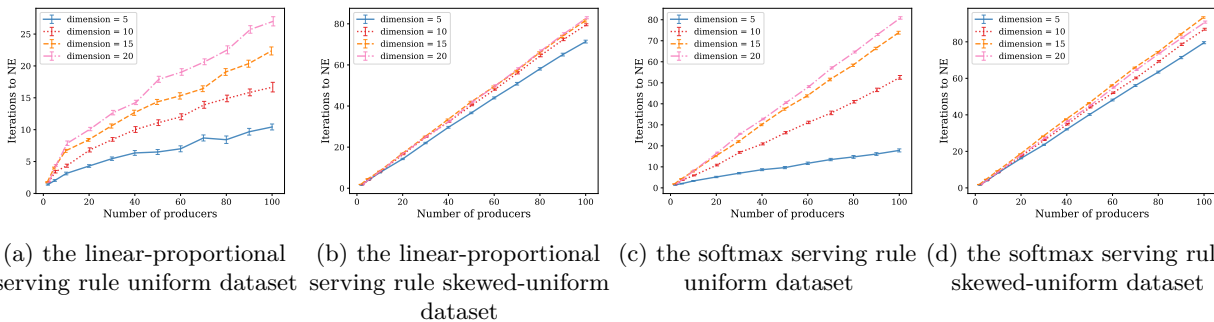 dimension = 5
dimension = 10
dimension = 15
dimension = 20
Iterations to NE
0
5
10
15
20
25
0
20
40
60
80
100
Number of producers
dimension = 5
dimension = 10
dimension = 15
dimension = 20
Iterations to NE
0
20
40
60
80
0
20
40
60
80
100
Number of producers
dimension = 5
dimension = 10
dimension = 15
dimension = 20
Iterations to NE
0
10
20
30
40
50
60
70
80
0
20
40
60
80
100
Number of producers
dimension = 5
dimension = 10
dimension = 15
dimension = 20
Iterations to NE
0
20
40
60
80
0
20
40
60
80
100
Number of producers
(a) the linear-proportional
serving rule uniform dataset
(b) the linear-proportional
serving rule skewed-uniform
dataset
(c) the softmax serving rule
uniform dataset
(d) the softmax serving rul
skewed-uniform dataset